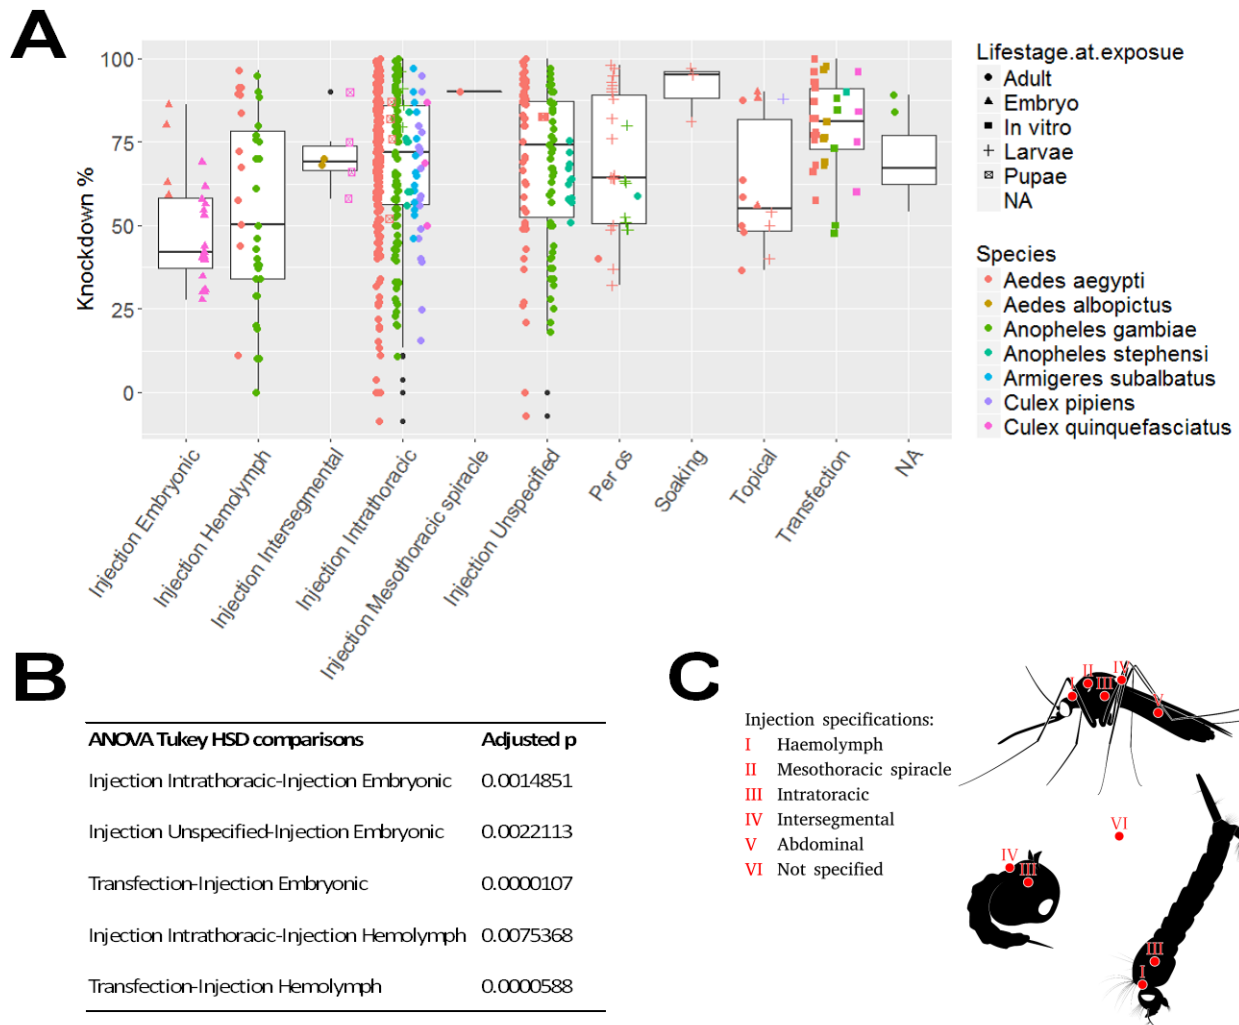 A
Knockdown %
100
75
50
25
0
Injection Embryonic
Injection Hemolymph
Injection Intersegmental
Injection Intrathoracic
Injection Mesothoracic spiracle
Injection Unspecified
Per os
Soaking
Topical
Transfection
NA
Lifestage.at.exposue
Adult
Embryo
In vitro
Larvae
Pupae
NA
Species
Aedes aegypti
Aedes albopictus
Anopheles gambiae
Anopheles stephensi
Armigeres subalbatus
Culex pipiens
Culex quinquefasciatus
B
ANOVA Tukey HSD comparisons Adjusted p
Injection Intrathoracic-Injection Embryonic 0.0014851
Injection Unspecified-Injection Embryonic 0.0022113
Transfection-Injection Embryonic 0.0000107
Injection Intrathoracic-Injection Hemolymph 0.0075368
Transfection-Injection Hemolymph 0.0000588
C
Injection specifications:
I Haemolymph
II Mesothoracic spiracle
III Intratoracic
IV Intersegmental
V Abdominal
VI Not specified
I
II
III
IV
V
VI
IV
III
III
I